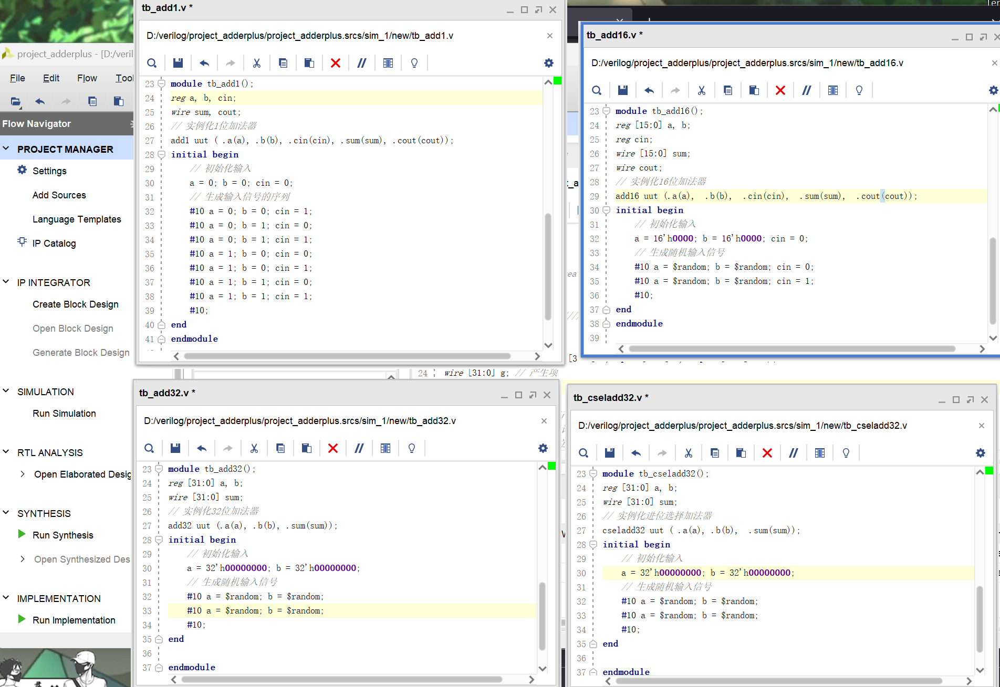 tb_add1.v *
D:/verilog/project_adderplus/project_adderplus.srcs/sim_1/new/tb_add1.v
23 module tb_add1();
24 reg a, b, cin;
25 wire sum, cout;
26 // 实例化1位加法器
27 add1 uut ( .a(a), .b(b), .cin(cin), .sum(sum), .cout(cout));
28 initial begin
29 // 初始化输入
30 a = 0; b = 0; cin = 0;
31 // 生成输入信号的序列
32 #10 a = 0; b = 0; cin = 1;
33 #10 a = 0; b = 1; cin = 0;
34 #10 a = 0; b = 1; cin = 1;
35 #10 a = 1; b = 0; cin = 0;
36 #10 a = 1; b = 0; cin = 1;
37 #10 a = 1; b = 1; cin = 0;
38 #10 a = 1; b = 1; cin = 1;
39 #10;
40 end
41 endmodule
tb_add16.v *
D:/verilog/project_adderplus/project_adderplus.srcs/sim_1/new/tb_add16.v
23 module tb_add16();
24 reg [15:0] a, b;
25 reg cin;
26 wire [15:0] sum;
27 wire cout;
28 // 实例化16位加法器
29 add16 uut (.a(a), .b(b), .cin(cin), .sum(sum), .cout(cout));
30 initial begin
31 // 初始化输入
32 a = 16'h0000; b = 16'h0000; cin = 0;
33 // 生成随机输入信号
34 #10 a = $random; b = $random; cin = 0;
35 #10 a = $random; b = $random; cin = 1;
36 #10;
37 end
38 endmodule
39
project_adderplus - [D:/veril
File Edit Flow Tool
Flow Navigator
PROJECT MANAGER
Settings
Add Sources
Language Templates
IP Catalog
IP INTEGRATOR
Create Block Design
Open Block Design
Generate Block Design
SIMULATION
Run Simulation
RTL ANALYSIS
Open Elaborated Desig
SYNTHESIS
Run Synthesis
Open Synthesized Des
IMPLEMENTATION
Run Implementation
24 wire [31:0] g; // 产生项
tb_add32.v *
D:/verilog/project_adderplus/project_adderplus.srcs/sim_1/new/tb_add32.v
23 module tb_add32();
24 reg [31:0] a, b;
25 wire [31:0] sum;
26 // 实例化32位加法器
27 add32 uut (.a(a), .b(b), .sum(sum));
28 initial begin
29 // 初始化输入
30 a = 32'h00000000; b = 32'h00000000;
31 // 生成随机输入信号
32 #10 a = $random; b = $random;
33 #10 a = $random; b = $random;
34 #10;
35 end
36
37 endmodule
tb_cseladd32.v *
D:/verilog/project_adderplus/project_adderplus.srcs/sim_1/new/tb_cseladd32.v
23 module tb_cseladd32();
24 reg [31:0] a, b;
25 wire [31:0] sum;
26 // 实例化进位选择加法器
27 cseladd32 uut ( .a(a), .b(b), .sum(sum));
28 initial begin
29 // 初始化输入
30 a = 32'h00000000; b = 32'h00000000;
31 // 生成随机输入信号
32 #10 a = $random; b = $random;
33 #10 a = $random; b = $random;
34 #10;
35 end
36
37 endmodule